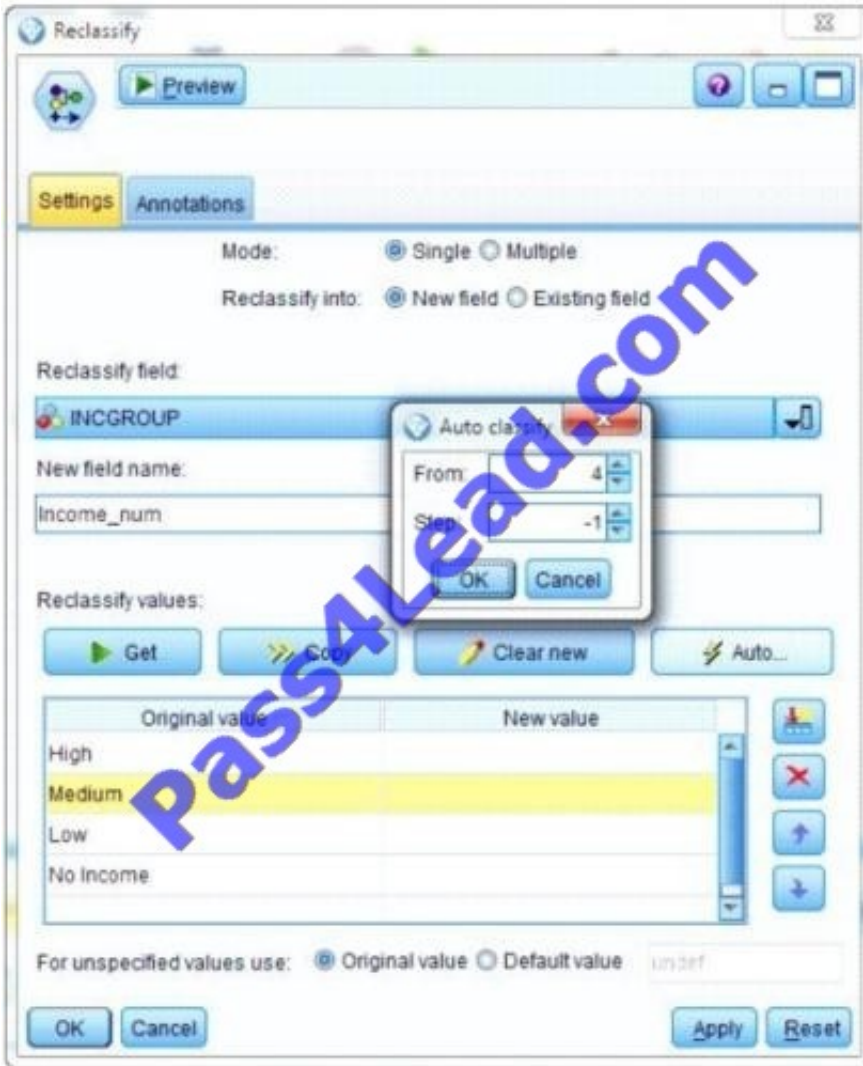 Reclassify
Preview
Settings Annotations
Mode: Single Multiple
Reclassify into: New field Existing field
Reclassify field:
INCGROUP
Auto classify
From: 4
Step: -1
OK Cancel
New field name:
Income_num
Reclassify values:
Get Copy Clear new Auto...
Original value New value
High
Medium
Low
No Income
For unspecified values use: Original value Default value undef
OK Cancel Apply Reset
Pass4Lead.com